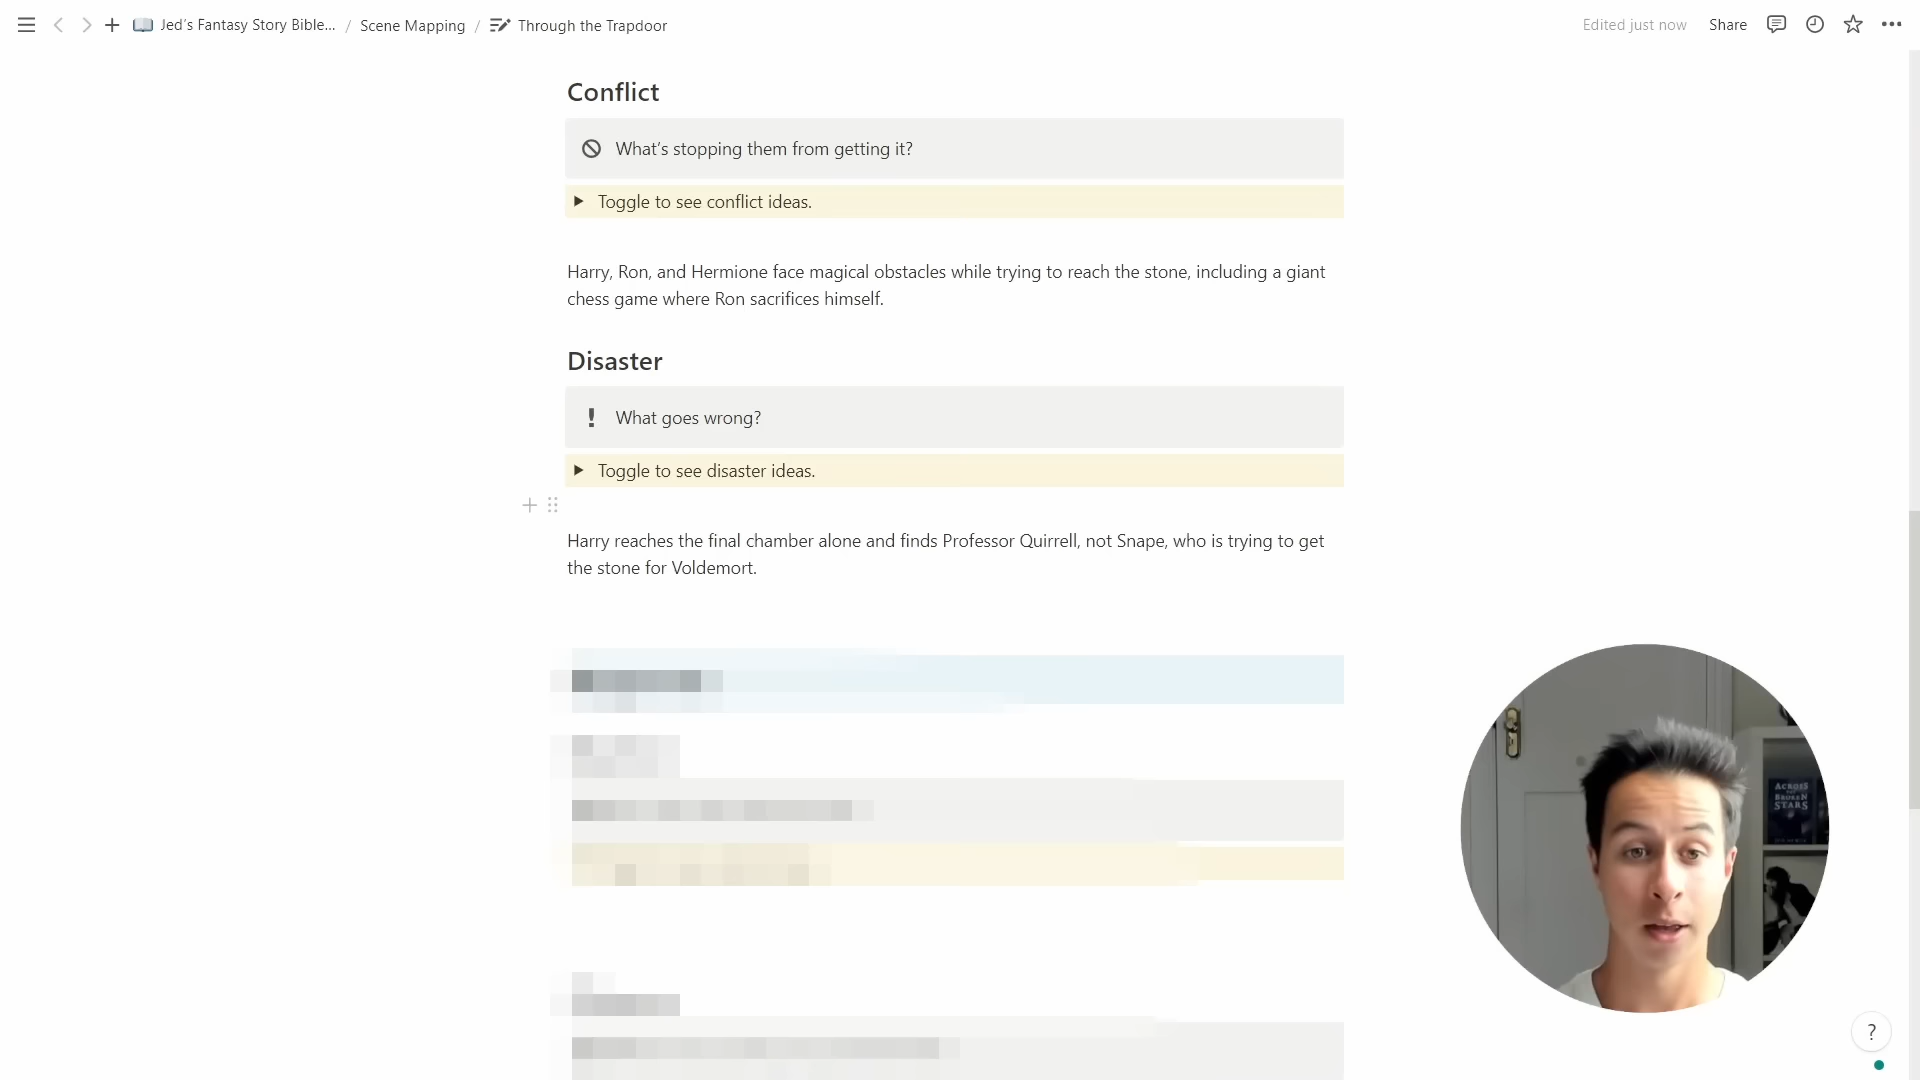 Jed's Fantasy Story Bible... / Scene Mapping / Through the Trapdoor
Edited just now
Share
Conflict
What's stopping them from getting it?
Toggle to see conflict ideas.
Harry, Ron, and Hermione face magical obstacles while trying to reach the stone, including a giant
chess game where Ron sacrifices himself.
Disaster
What goes wrong?
Toggle to see disaster ideas.
Harry reaches the final chamber alone and finds Professor Quirrell, not Snape, who is trying to get
the stone for Voldemort.
ACROSS
BROKEN
STARS
?